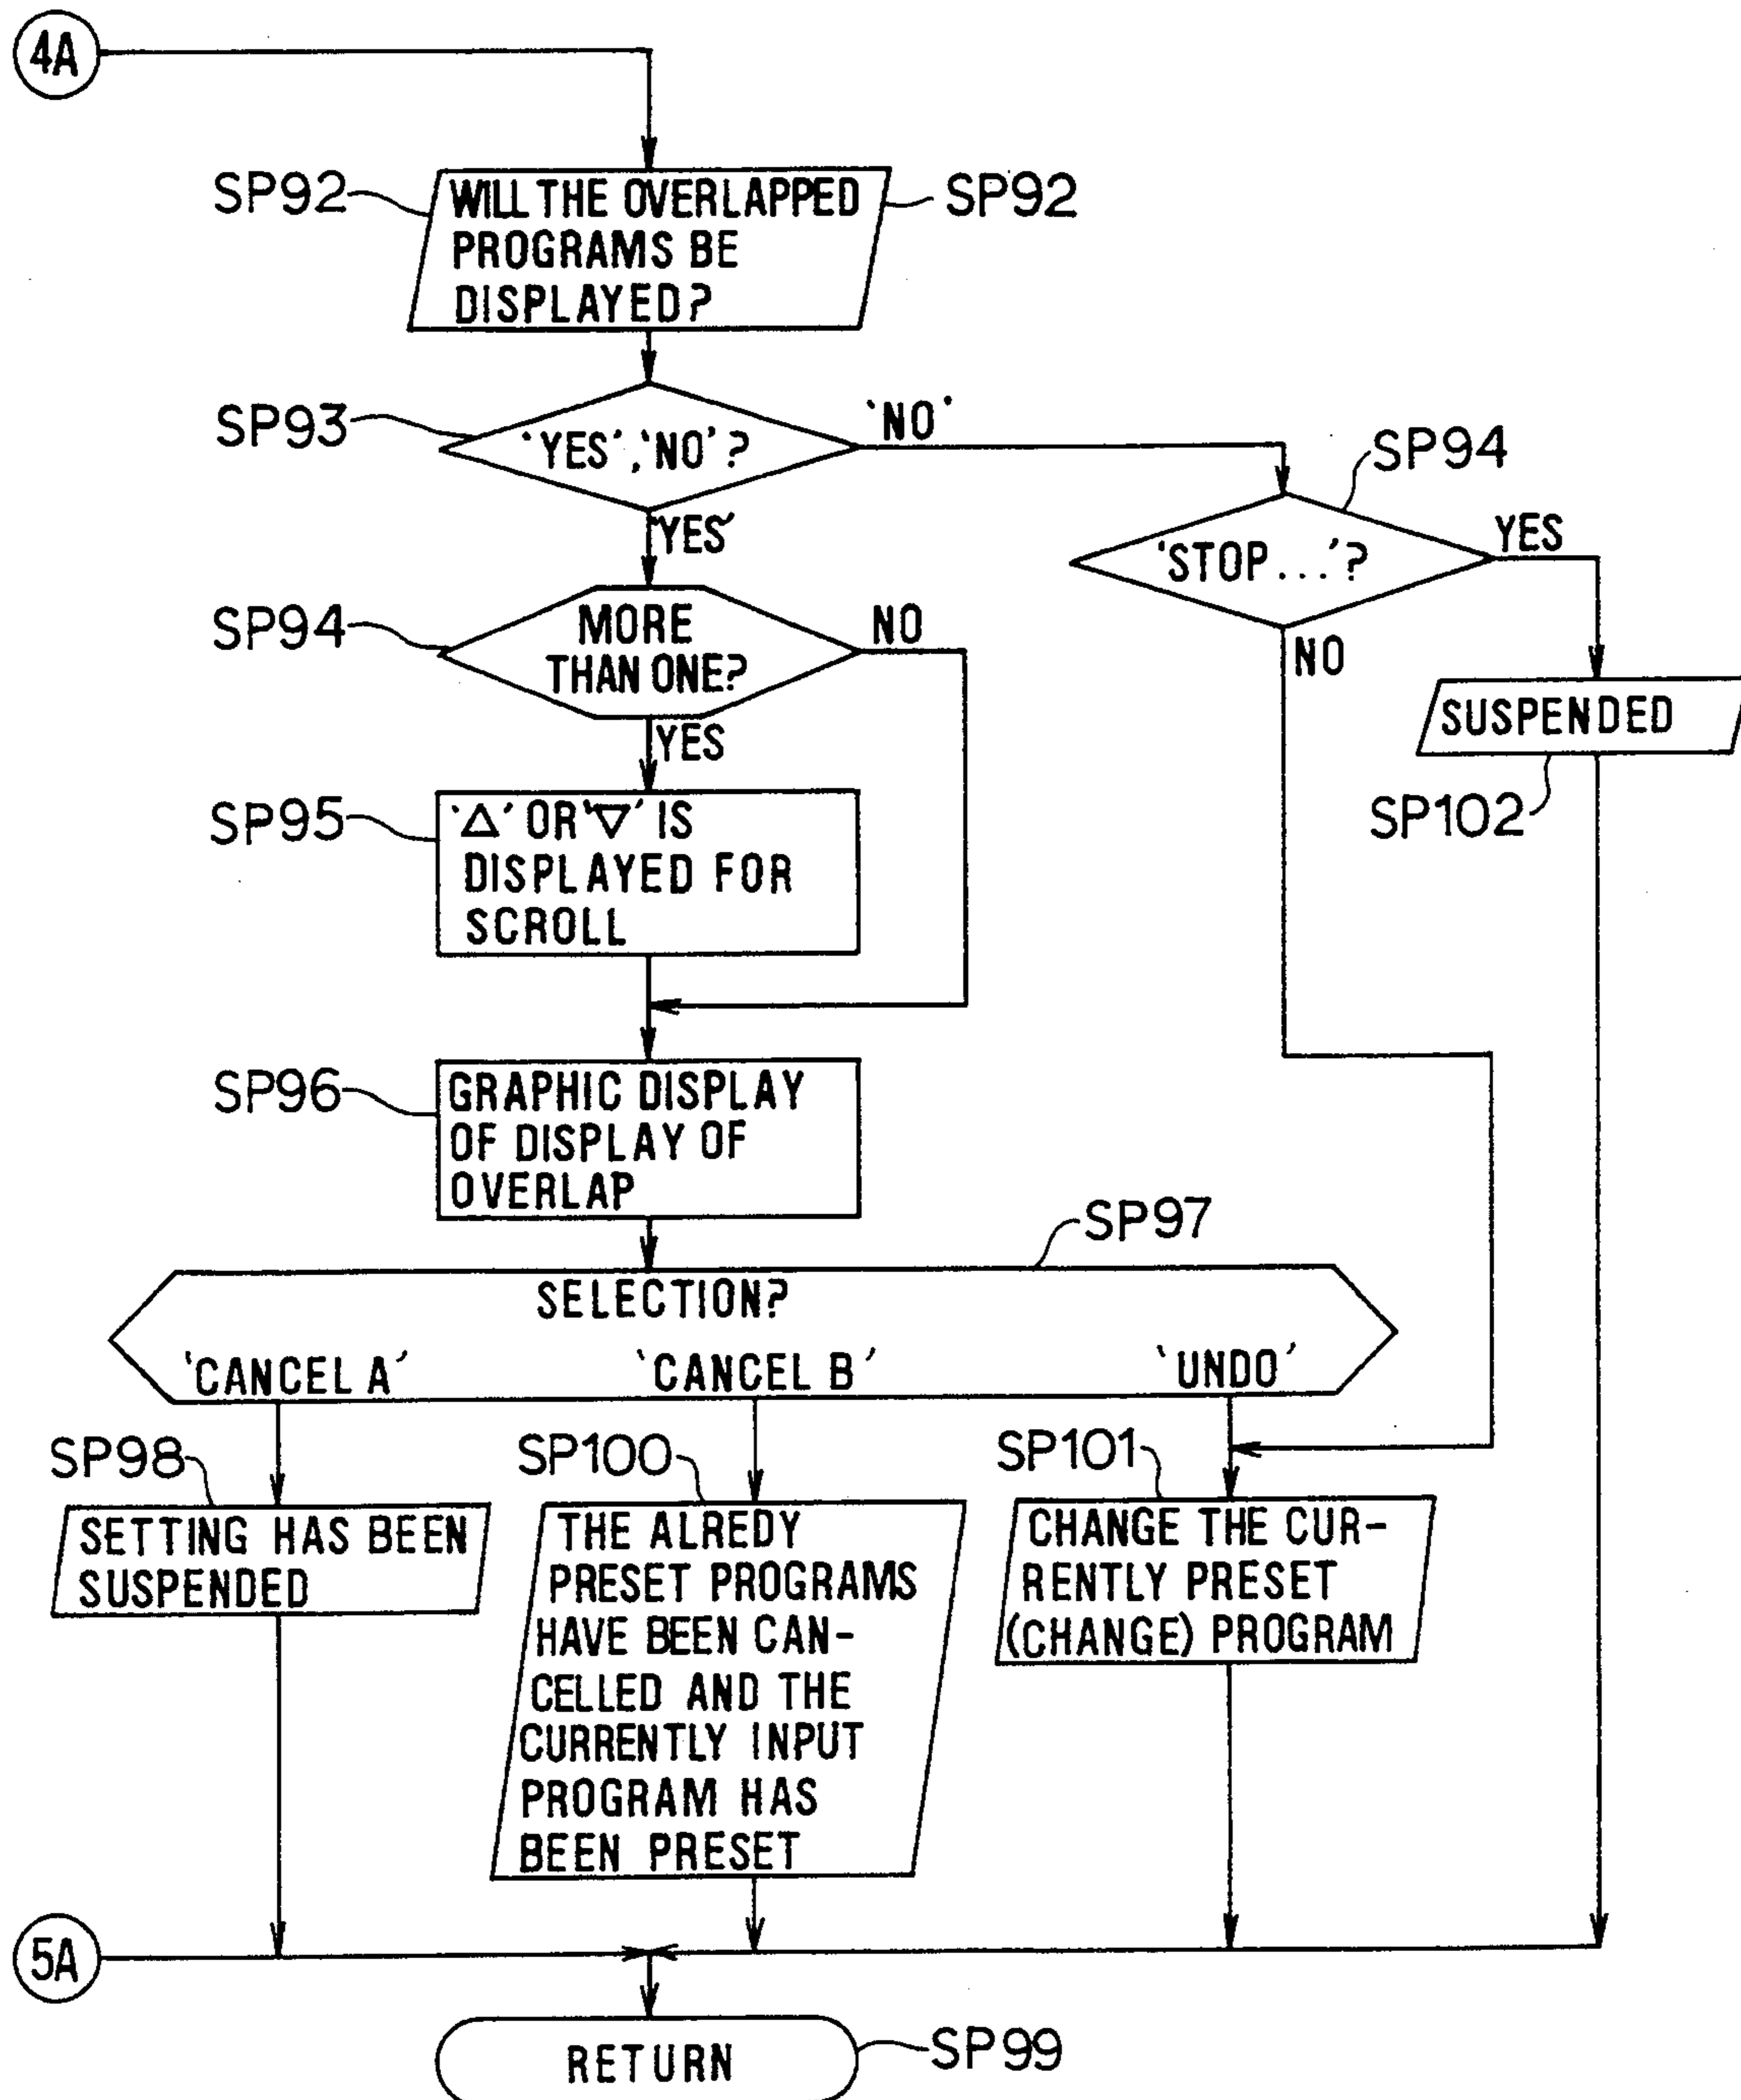 4A
SP92
WILL THE OVERLAPPED
PROGRAMS BE
DISPLAYED?
SP92
SP93
'YES','NO'?
'NO'
'YES'
SP94
'STOP...'?
YES
NO
SP94
MORE
THAN ONE?
NO
YES
SUSPENDED
SP102
SP95
'△' OR '▽' IS
DISPLAYED FOR
SCROLL
SP96
GRAPHIC DISPLAY
OF DISPLAY OF
OVERLAP
SP97
SELECTION?
'CANCEL A'
'CANCEL B'
'UNDO'
SP98
SETTING HAS BEEN
SUSPENDED
SP100
THE ALREDY
PRESET PROGRAMS
HAVE BEEN CAN-
CELLED AND THE
CURRENTLY INPUT
PROGRAM HAS
BEEN PRESET
SP101
CHANGE THE CUR-
RENTLY PRESET
(CHANGE) PROGRAM
5A
RETURN
SP99